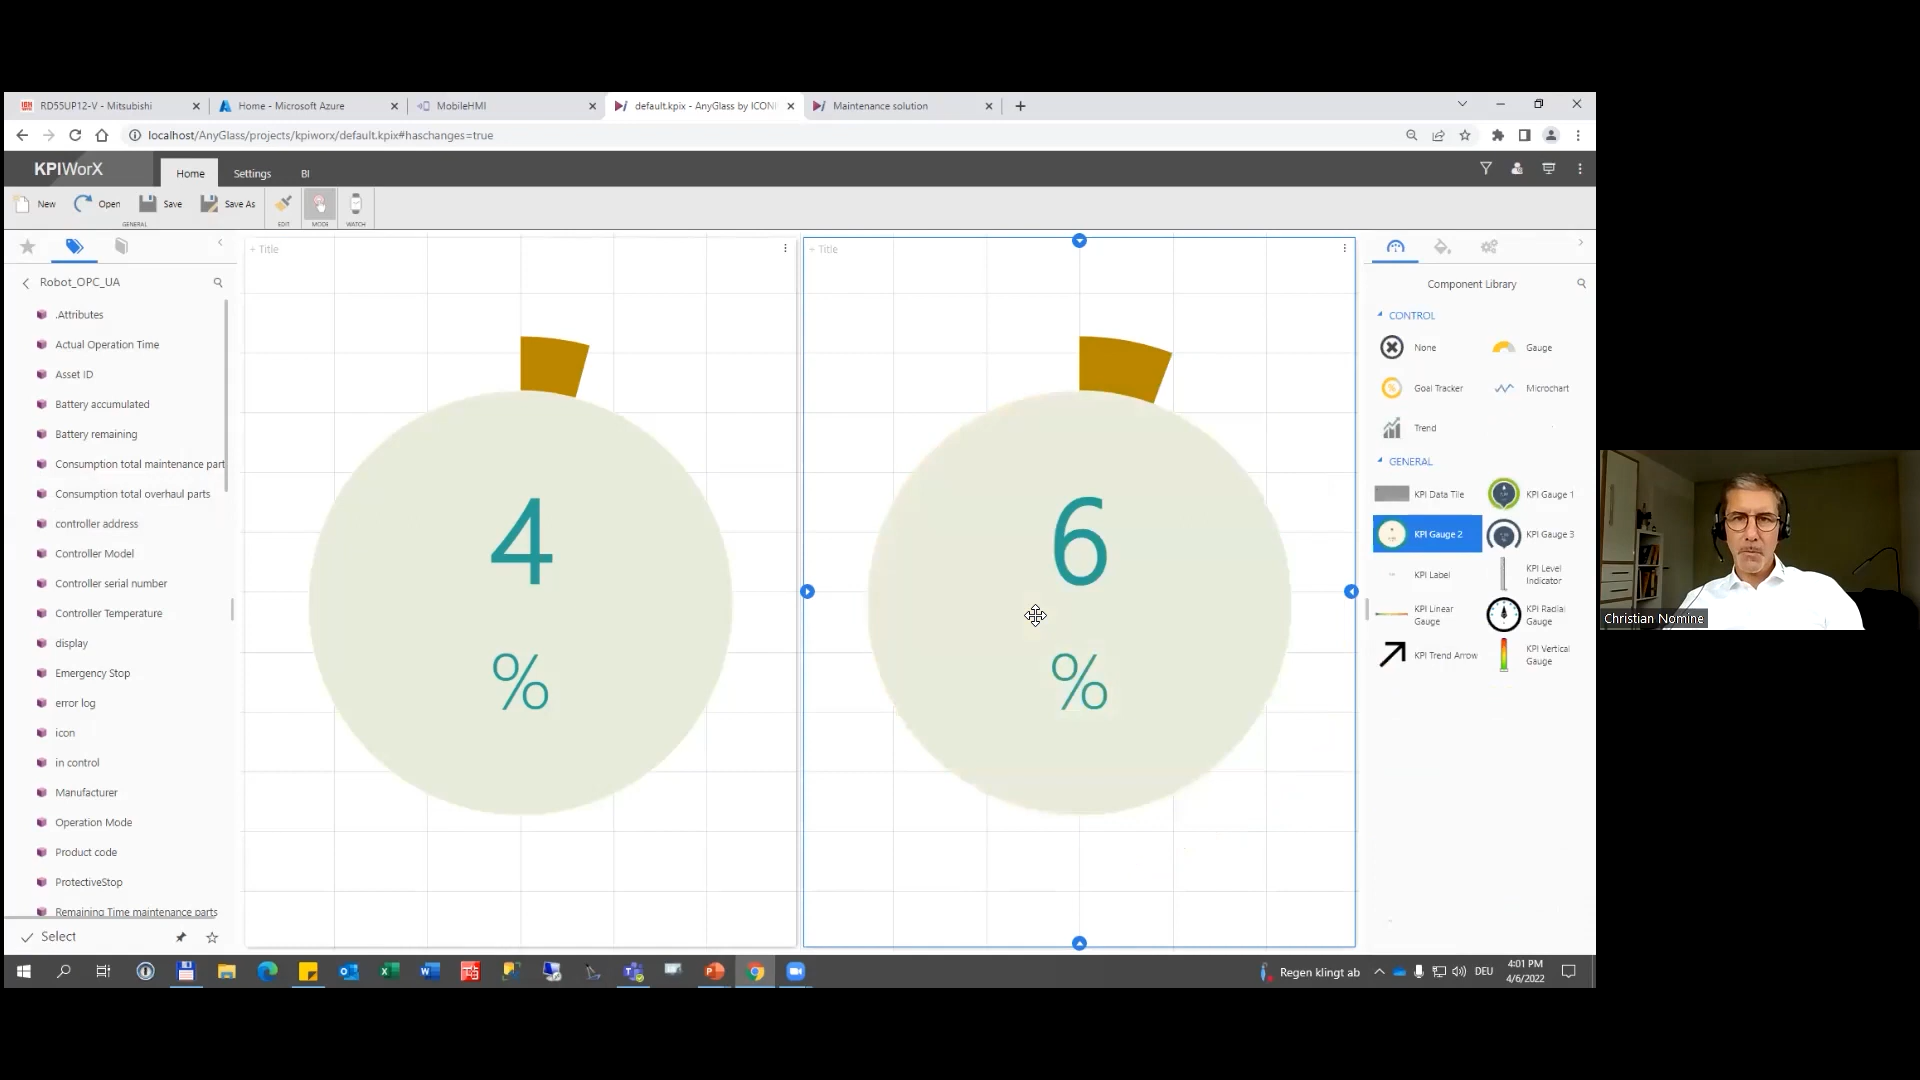 RD55UP12-V - Mitsubishi
Home - Microsoft Azure
MobileHMI
default.kpix - AnyGlass by ICONI
Maintenance solution
localhost/AnyGlass/projects/kpiworx/default.kpix#haschanges=true
KPIWorX
Home
Settings
BI
New
Open
Save
Save As
GENERAL
EDIT
MODE
WATCH
Robot_OPC_UA
.Attributes
Actual Operation Time
Asset ID
Battery accumulated
Battery remaining
Consumption total maintenance part
Consumption total overhaul parts
controller address
Controller Model
Controller serial number
Controller Temperature
display
Emergency Stop
error log
icon
in control
Manufacturer
Operation Mode
Product code
ProtectiveStop
Remaining Time maintenance parts
Select
+ Title
4
%
+ Title
6
%
Component Library
CONTROL
None
Gauge
Goal Tracker
Microchart
Trend
GENERAL
KPI Data Tile
KPI Gauge 1
KPI Gauge 2
KPI Gauge 3
KPI Label
KPI Level
Indicator
KPI Linear
Gauge
KPI Radial
Gauge
KPI Trend Arrow
KPI Vertical
Gauge
Christian Nomine
Regen klingt ab
DEU
4:01 PM
4/6/2022